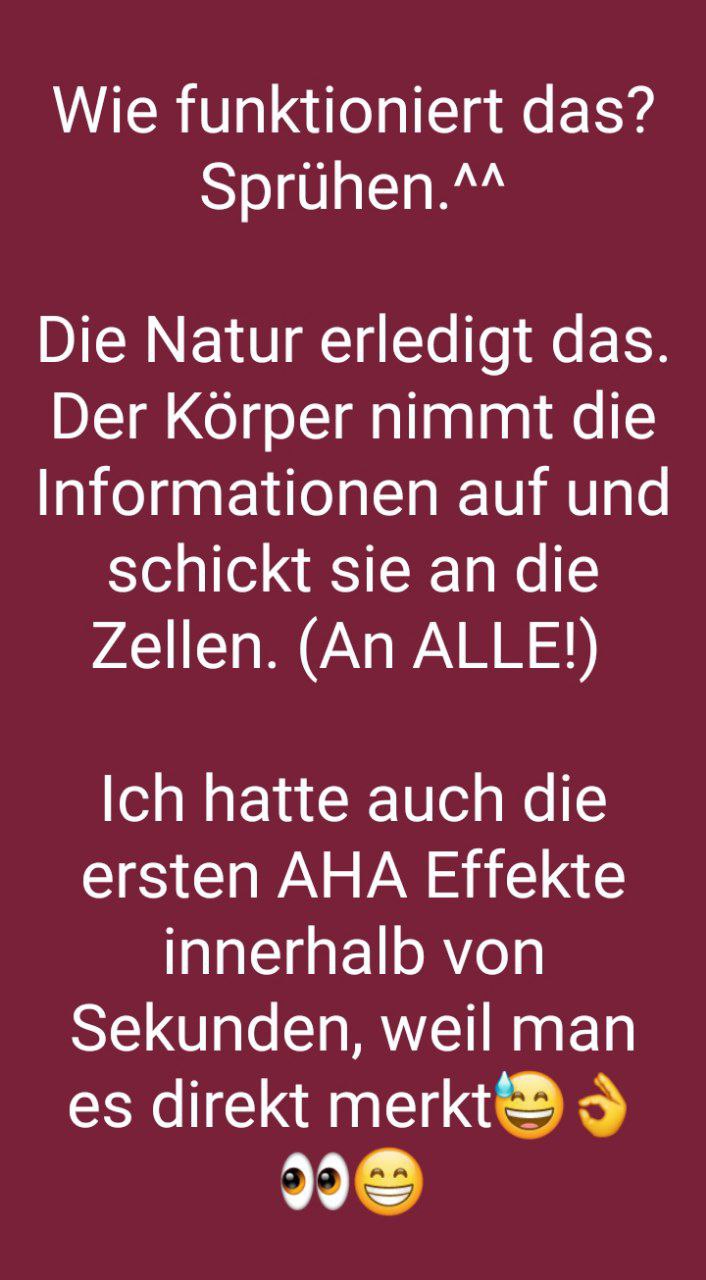 Wie funktioniert das?
Sprühen.^^
Die Natur erledigt das.
Der Körper nimmt die
Informationen auf und
schickt sie an die
Zellen. (An ALLE!)
Ich hatte auch die
ersten AHA Effekte
innerhalb von
Sekunden, weil man
es direkt merkt😅👌
👀😁